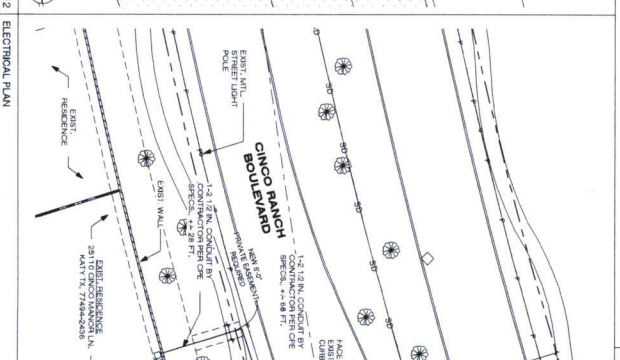 2 ELECTRICAL PLAN
EXIST. MTL.
STREET LIGHT
POLE
CINCO RANCH
BOULEVARD
SD
SD
SD
SD
SD
SD
EXIST.
RESIDENCE
EXIST. WALL
1-2 1/2 IN. CONDUIT BY
CONTRACTOR PER CPE
SPECS., +/- 28 FT.
NEW 6'-0"
PRIVATE EASEMENT
REQUIRED
1-2 1/2 IN. CONDUIT BY
CONTRACTOR PER CPE
SPECS., +/- 68 FT.
FACE
EXIST
CURB
EXIST. RESIDENCE
25110 CINCO MANOR LN.
KATY TX, 77494-2436